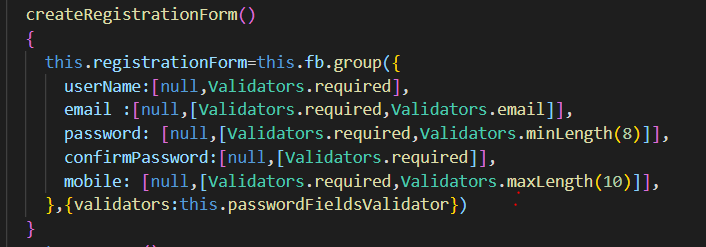 createRegistrationForm()
{
this.registrationForm=this.fb.group({
userName:[null,Validators.required],
email :[null,[Validators.required,Validators.email]],
password: [null,[Validators.required,Validators.minLength(8)]],
confirmPassword:[null,[Validators.required]],
mobile: [null,[Validators.required,Validators.maxLength(10)]],
},{validators:this.passwordFieldsValidator})
}